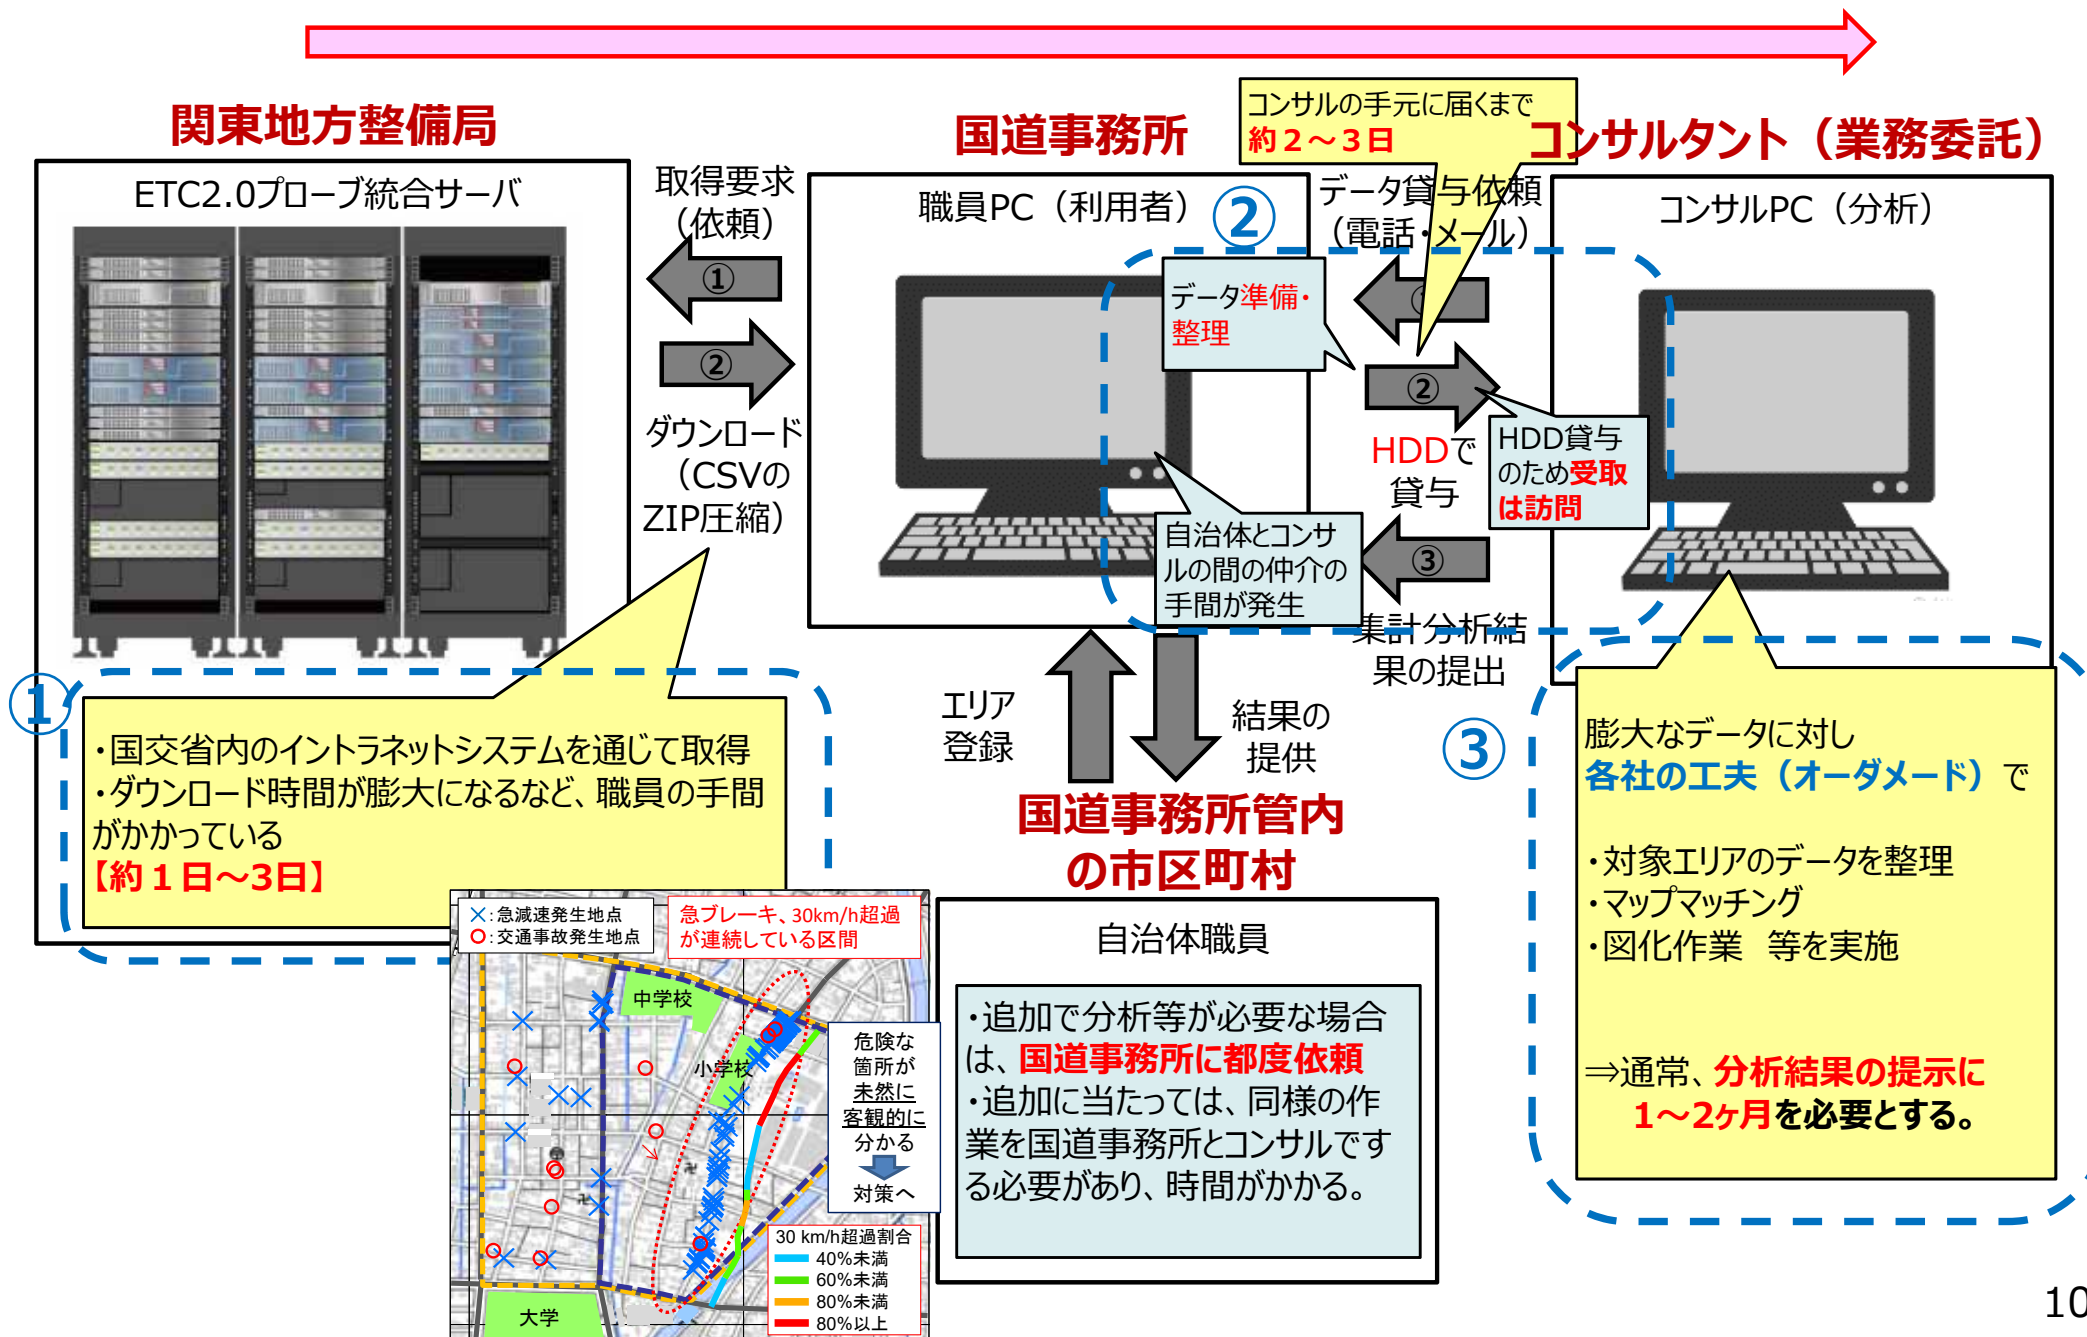 関東地方整備局
ETC2.0プローブ統合サーバ
取得要求
（依頼）
①
②
ダウンロード
（CSVの
ZIP圧縮）
①
・国交省内のイントラネットシステムを通じて取得
・ダウンロード時間が膨大になるなど、職員の手間
がかかっている
【約１日～3日】
国道事務所
職員PC（利用者）
②
データ準備・
整理
自治体とコンサ
ルの間の仲介の
手間が発生
コンサルの手元に届くまで
約２～３日
データ貸与依頼
（電話・メール）
②
HDDで
貸与
HDD貸与
のため受取
は訪問
③
集計分析結
果の提出
コンサルタント（業務委託）
コンサルPC（分析）
③
膨大なデータに対し
各社の工夫（オーダメード）で
・対象エリアのデータを整理
・マップマッチング
・図化作業　等を実施
⇒通常、分析結果の提示に
1～2ヶ月を必要とする。
エリア
登録
結果の
提供
国道事務所管内
の市区町村
自治体職員
・追加で分析等が必要な場合
は、国道事務所に都度依頼
・追加に当たっては、同様の作
業を国道事務所とコンサルです
る必要があり、時間がかかる。
×：急減速発生地点
○：交通事故発生地点
急ブレーキ、30km/h超過
が連続している区間
中学校
小学校
大学
危険な
箇所が
未然に
客観的に
分かる
対策へ
30 km/h超過割合
40%未満
60%未満
80%未満
80%以上
10